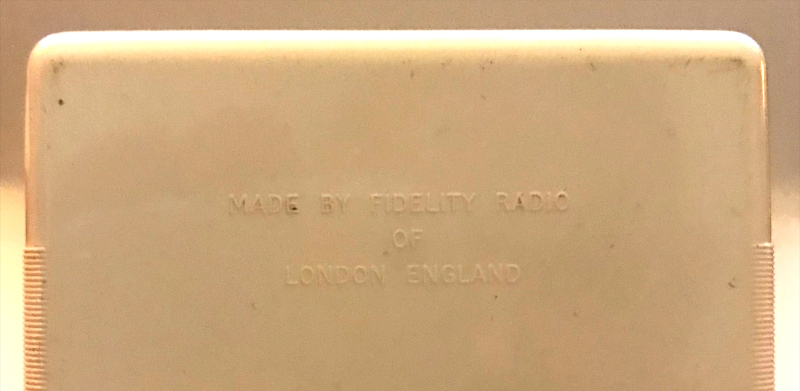 MADE BY FIDELITY RADIO
OF
LONDON ENGLAND